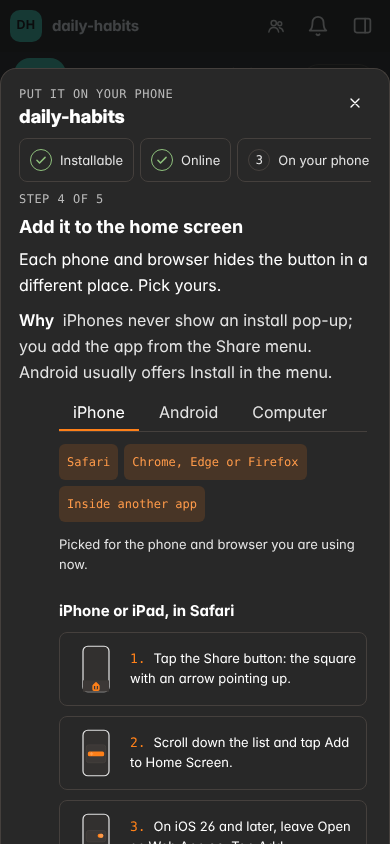 DH daily-habits
PUT IT ON YOUR PHONE
daily-habits
Installable
Online
3 On your phone
STEP 4 OF 5
Add it to the home screen
Each phone and browser hides the button in a
different place. Pick yours.
Why iPhones never show an install pop-up;
you add the app from the Share menu.
Android usually offers Install in the menu.
iPhone Android Computer
Safari Chrome, Edge or Firefox
Inside another app
Picked for the phone and browser you are using
now.
iPhone or iPad, in Safari
1. Tap the Share button: the square
with an arrow pointing up.
2. Scroll down the list and tap Add
to Home Screen.
3. On iOS 26 and later, leave Open